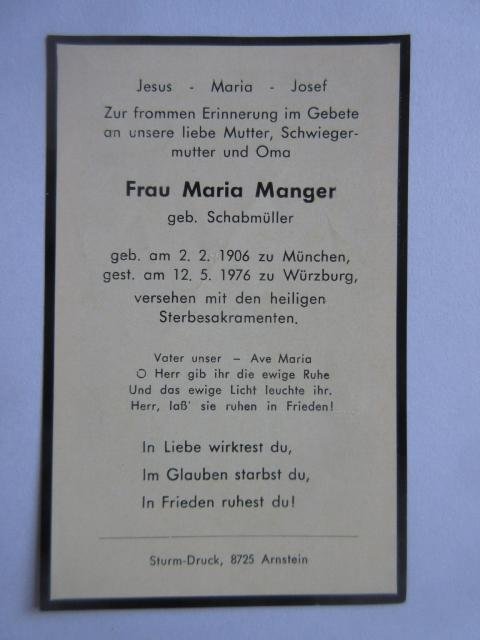 Jesus - Maria - Josef
Zur frommen Erinnerung im Gebete
an unsere liebe Mutter, Schwieger-
mutter und Oma
Frau Maria Manger
geb. Schabmüller
geb. am 2. 2. 1906 zu München,
gest. am 12. 5. 1976 zu Würzburg,
versehen mit den heiligen
Sterbesakramenten.
Vater unser – Ave Maria
O Herr gib ihr die ewige Ruhe
Und das ewige Licht leuchte ihr.
Herr, laß' sie ruhen in Frieden!
In Liebe wirktest du,
Im Glauben starbst du,
In Frieden ruhest du!
Sturm-Druck, 8725 Arnstein